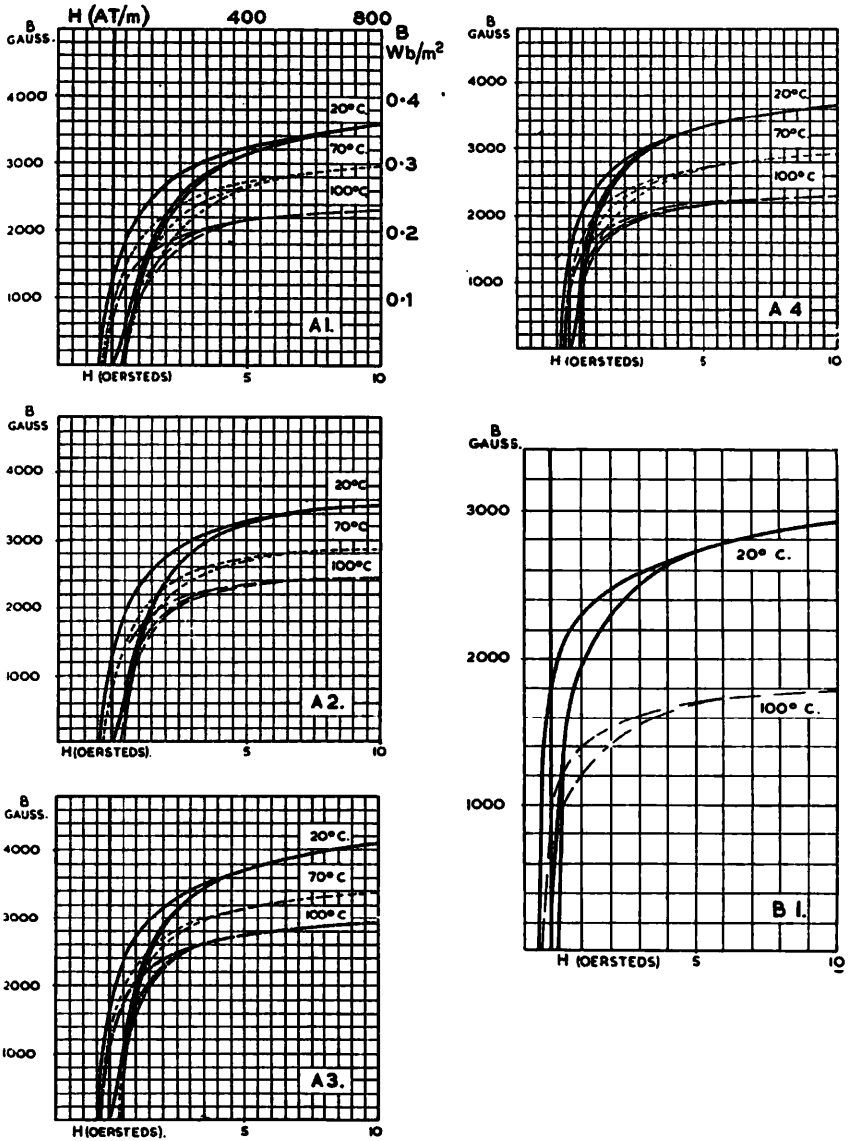 H (AT/m) 400 800
B
GAUSS.
B
Wb/m²
4000
3000
2000
1000
0·4
0·3
0·2
0·1
20°C.
70°C.
100°C
A1.
H (OERSTEDS) 5 10
B
GAUSS.
4000
3000
2000
1000
20°C.
70°C.
100°C
A 4
H (OERSTEDS) 5 10
B
GAUSS
4000
3000
2000
1000
20°C
70°C
100°C
A2.
H(OERSTEDS). 5 10
B
GAUSS.
3000
2000
1000
20° C.
100° C.
B 1.
H (OERSTEDS) 5 10
B
GAUSS.
4000
3000
2000
1000
20°C.
70°C
100°C
A3.
H(OERSTEDS). 5 10